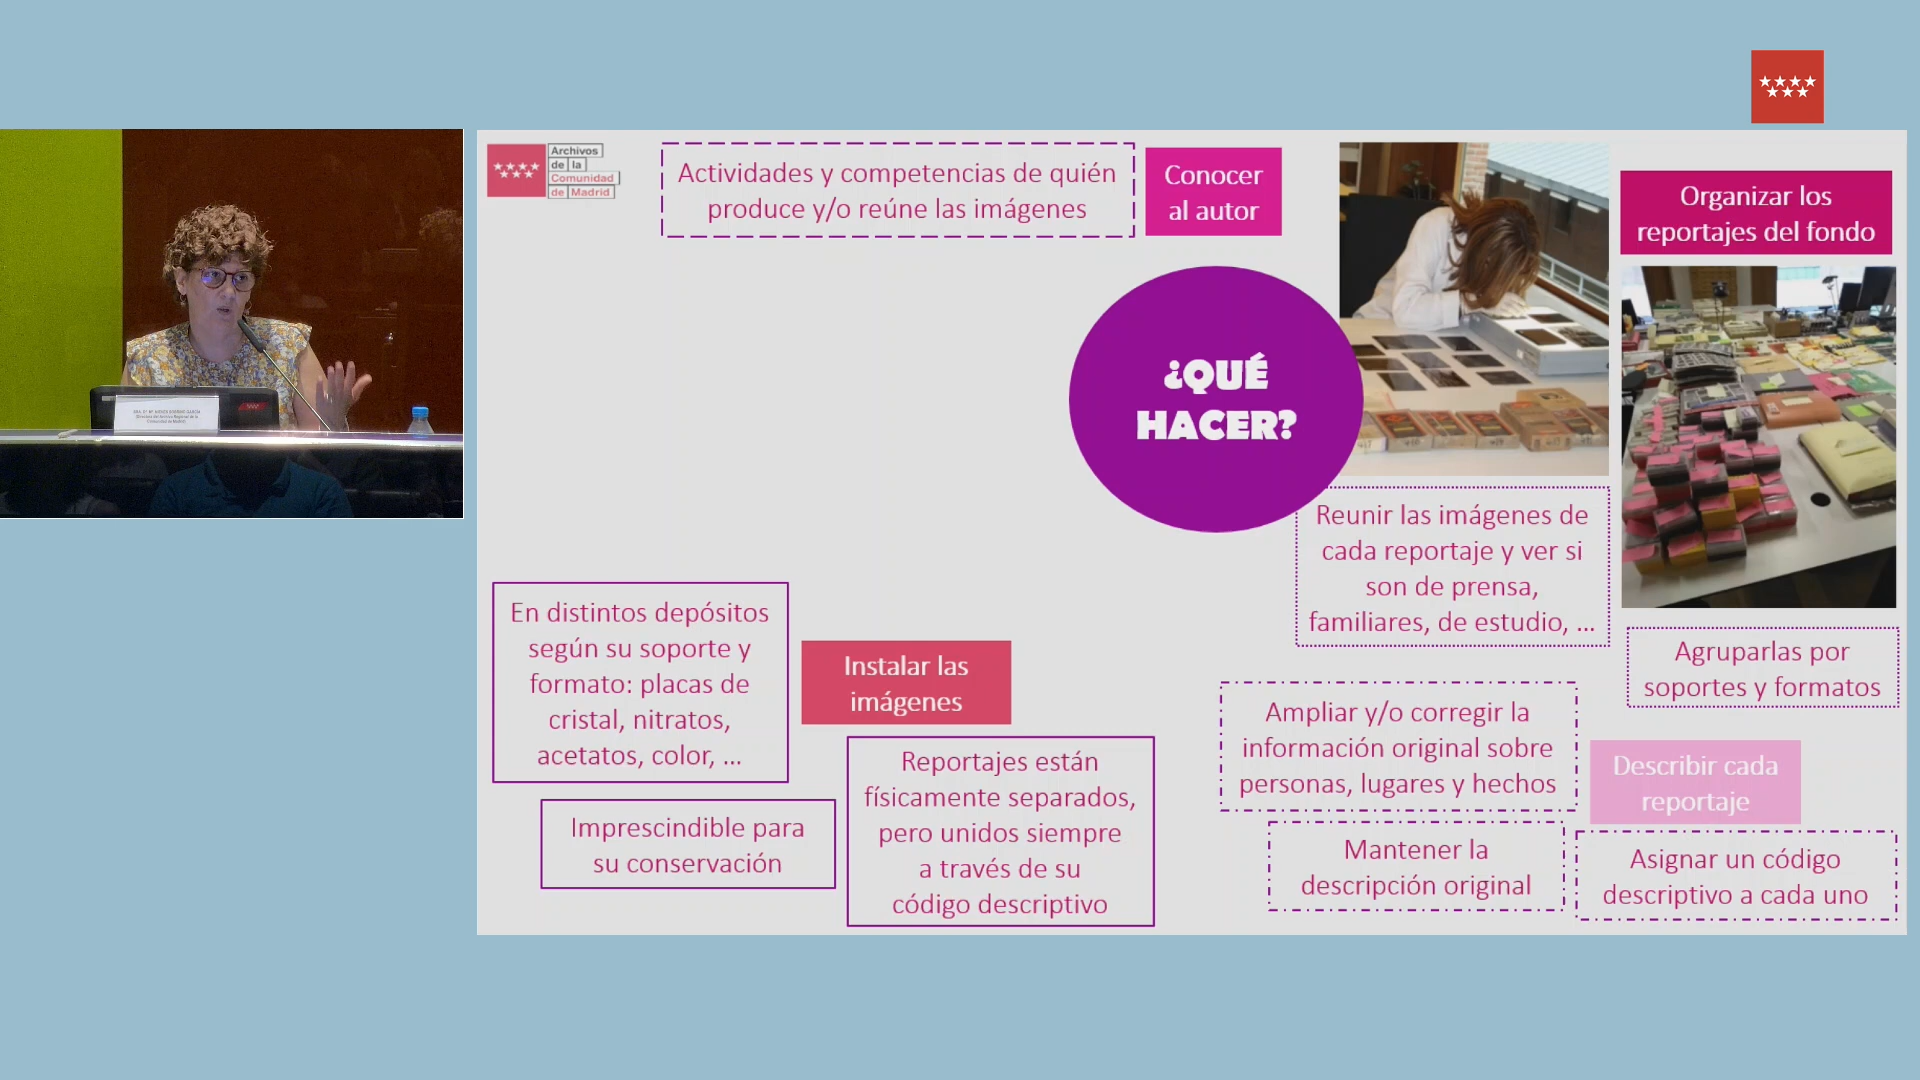 Archivos
de la
Comunidad
de Madrid
Actividades y competencias de quién
produce y/o reúne las imágenes
Conocer
al autor
Organizar los
reportajes del fondo
¿QUÉ
HACER?
Reunir las imágenes de
cada reportaje y ver si
son de prensa,
familiares, de estudio, ...
Agruparlas por
soportes y formatos
Describir cada
reportaje
Ampliar y/o corregir la
información original sobre
personas, lugares y hechos
Mantener la
descripción original
Asignar un código
descriptivo a cada uno
Instalar las
imágenes
En distintos depósitos
según su soporte y
formato: placas de
cristal, nitratos,
acetatos, color, ...
Imprescindible para
su conservación
Reportajes están
físicamente separados,
pero unidos siempre
a través de su
código descriptivo